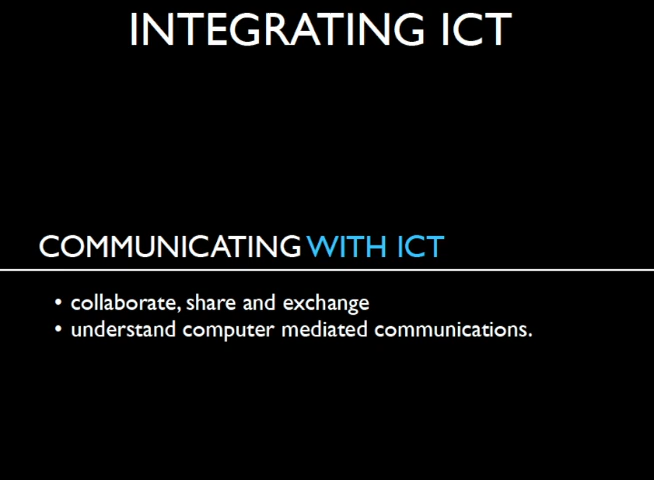 INTEGRATING ICT
COMMUNICATING WITH ICT
• collaborate, share and exchange
• understand computer mediated communications.